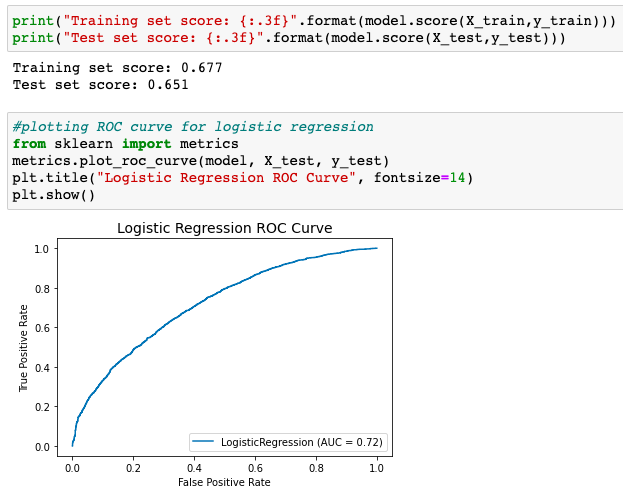 print("Training set score: {:.3f}".format(model.score(X_train,y_train)))
print("Test set score: {:.3f}".format(model.score(X_test,y_test)))
Training set score: 0.677
Test set score: 0.651
#plotting ROC curve for logistic regression
from sklearn import metrics
metrics.plot_roc_curve(model, X_test, y_test)
plt.title("Logistic Regression ROC Curve", fontsize=14)
plt.show()
Logistic Regression ROC Curve
1.0
0.8
0.6
0.4
0.2
0.0
True Positive Rate
LogisticRegression (AUC = 0.72)
0.0 0.2 0.4 0.6 0.8 1.0
False Positive Rate